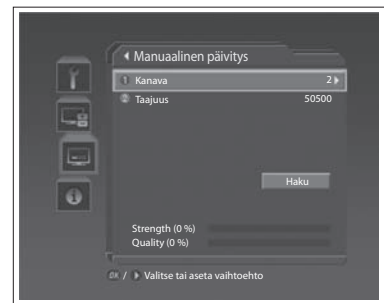 Manuaalinen päivitys
1 Kanava 2
2 Taajuus 50500
Haku
Strength (0 %)
Quality (0 %)
OK / Valitse tai aseta vaihtoehto